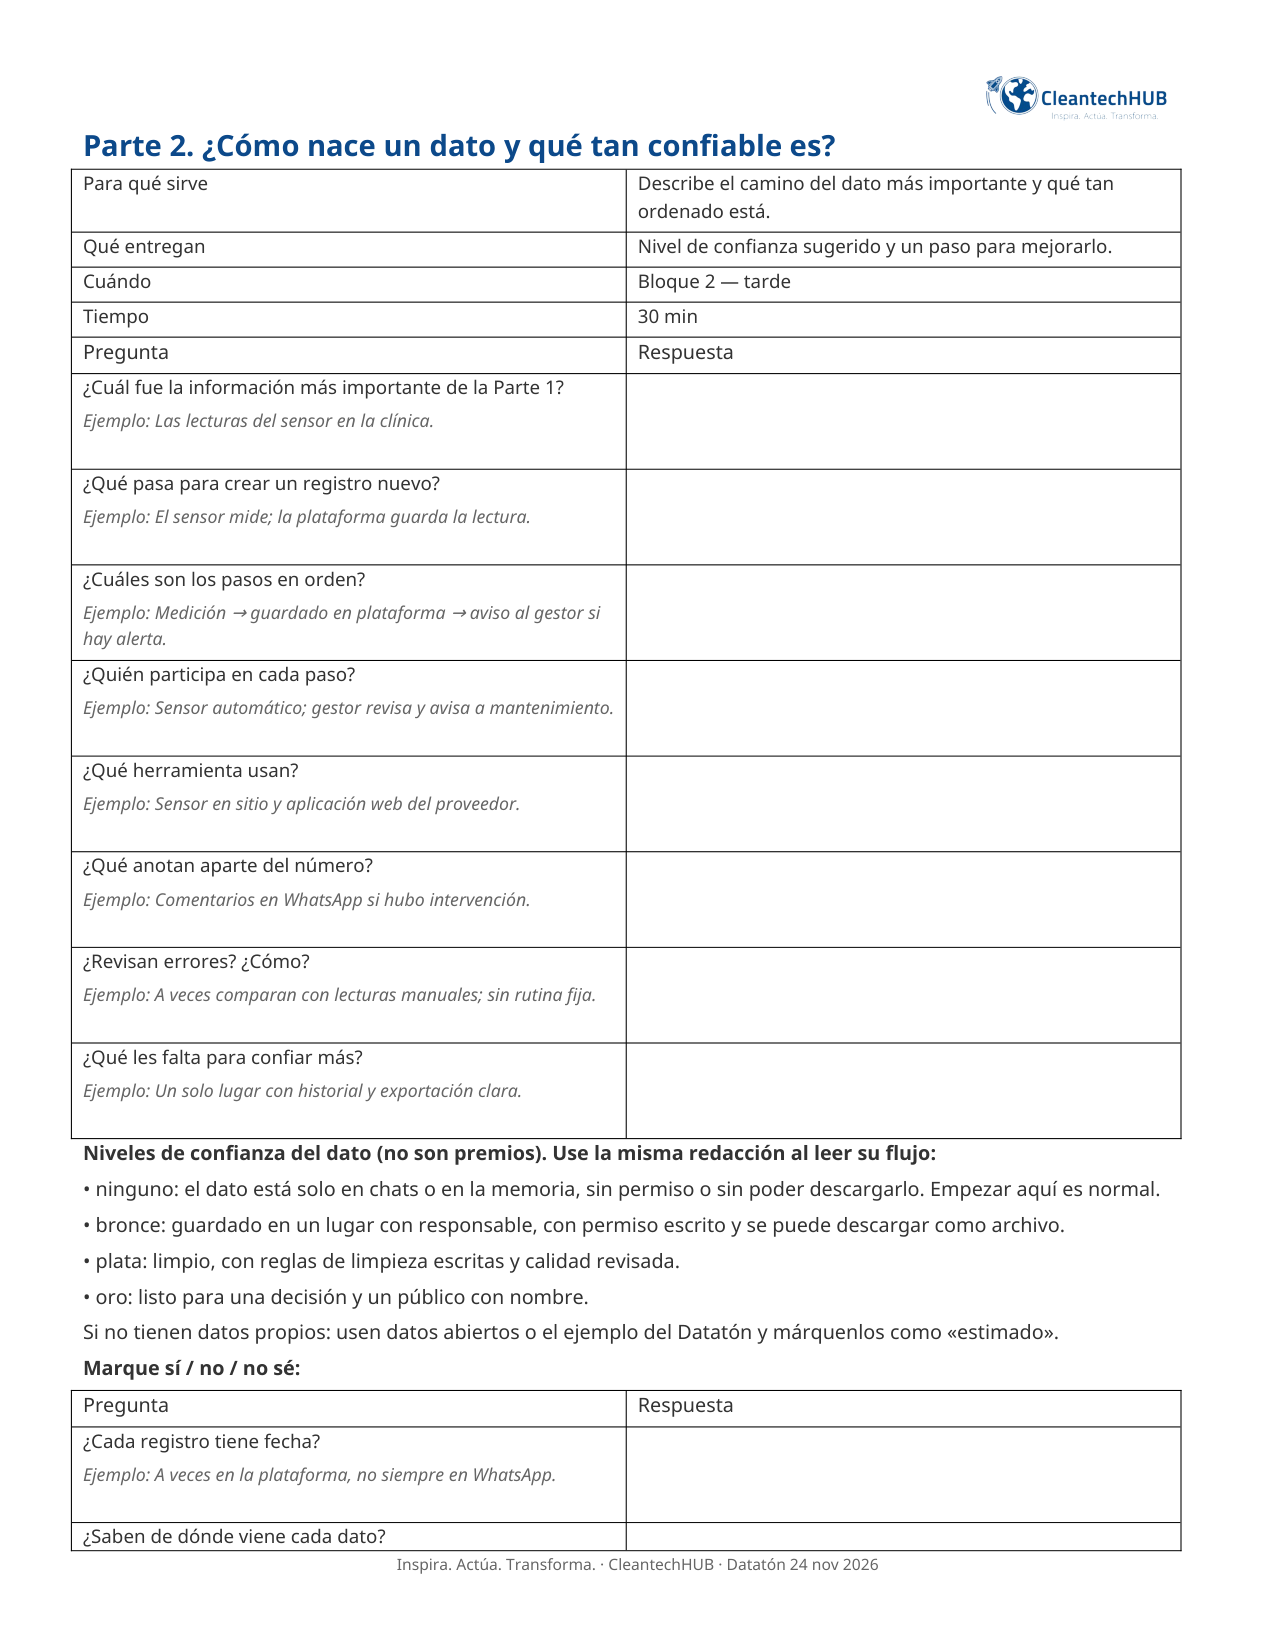 CleantechHUB
Inspira. Actúa. Transforma.
Parte 2. ¿Cómo nace un dato y qué tan confiable es?
Para qué sirve
Describe el camino del dato más importante y qué tan
ordenado está.
Qué entregan
Nivel de confianza sugerido y un paso para mejorarlo.
Cuándo
Bloque 2 — tarde
Tiempo
30 min
Pregunta
Respuesta
¿Cuál fue la información más importante de la Parte 1?
Ejemplo: Las lecturas del sensor en la clínica.
¿Qué pasa para crear un registro nuevo?
Ejemplo: El sensor mide; la plataforma guarda la lectura.
¿Cuáles son los pasos en orden?
Ejemplo: Medición → guardado en plataforma → aviso al gestor si
hay alerta.
¿Quién participa en cada paso?
Ejemplo: Sensor automático; gestor revisa y avisa a mantenimiento.
¿Qué herramienta usan?
Ejemplo: Sensor en sitio y aplicación web del proveedor.
¿Qué anotan aparte del número?
Ejemplo: Comentarios en WhatsApp si hubo intervención.
¿Revisan errores? ¿Cómo?
Ejemplo: A veces comparan con lecturas manuales; sin rutina fija.
¿Qué les falta para confiar más?
Ejemplo: Un solo lugar con historial y exportación clara.
Niveles de confianza del dato (no son premios). Use la misma redacción al leer su flujo:
• ninguno: el dato está solo en chats o en la memoria, sin permiso o sin poder descargarlo. Empezar aquí es normal.
• bronce: guardado en un lugar con responsable, con permiso escrito y se puede descargar como archivo.
• plata: limpio, con reglas de limpieza escritas y calidad revisada.
• oro: listo para una decisión y un público con nombre.
Si no tienen datos propios: usen datos abiertos o el ejemplo del Datatón y márquenlos como «estimado».
Marque sí / no / no sé:
Pregunta
Respuesta
¿Cada registro tiene fecha?
Ejemplo: A veces en la plataforma, no siempre en WhatsApp.
¿Saben de dónde viene cada dato?
Inspira. Actúa. Transforma. · CleantechHUB · Datatón 24 nov 2026